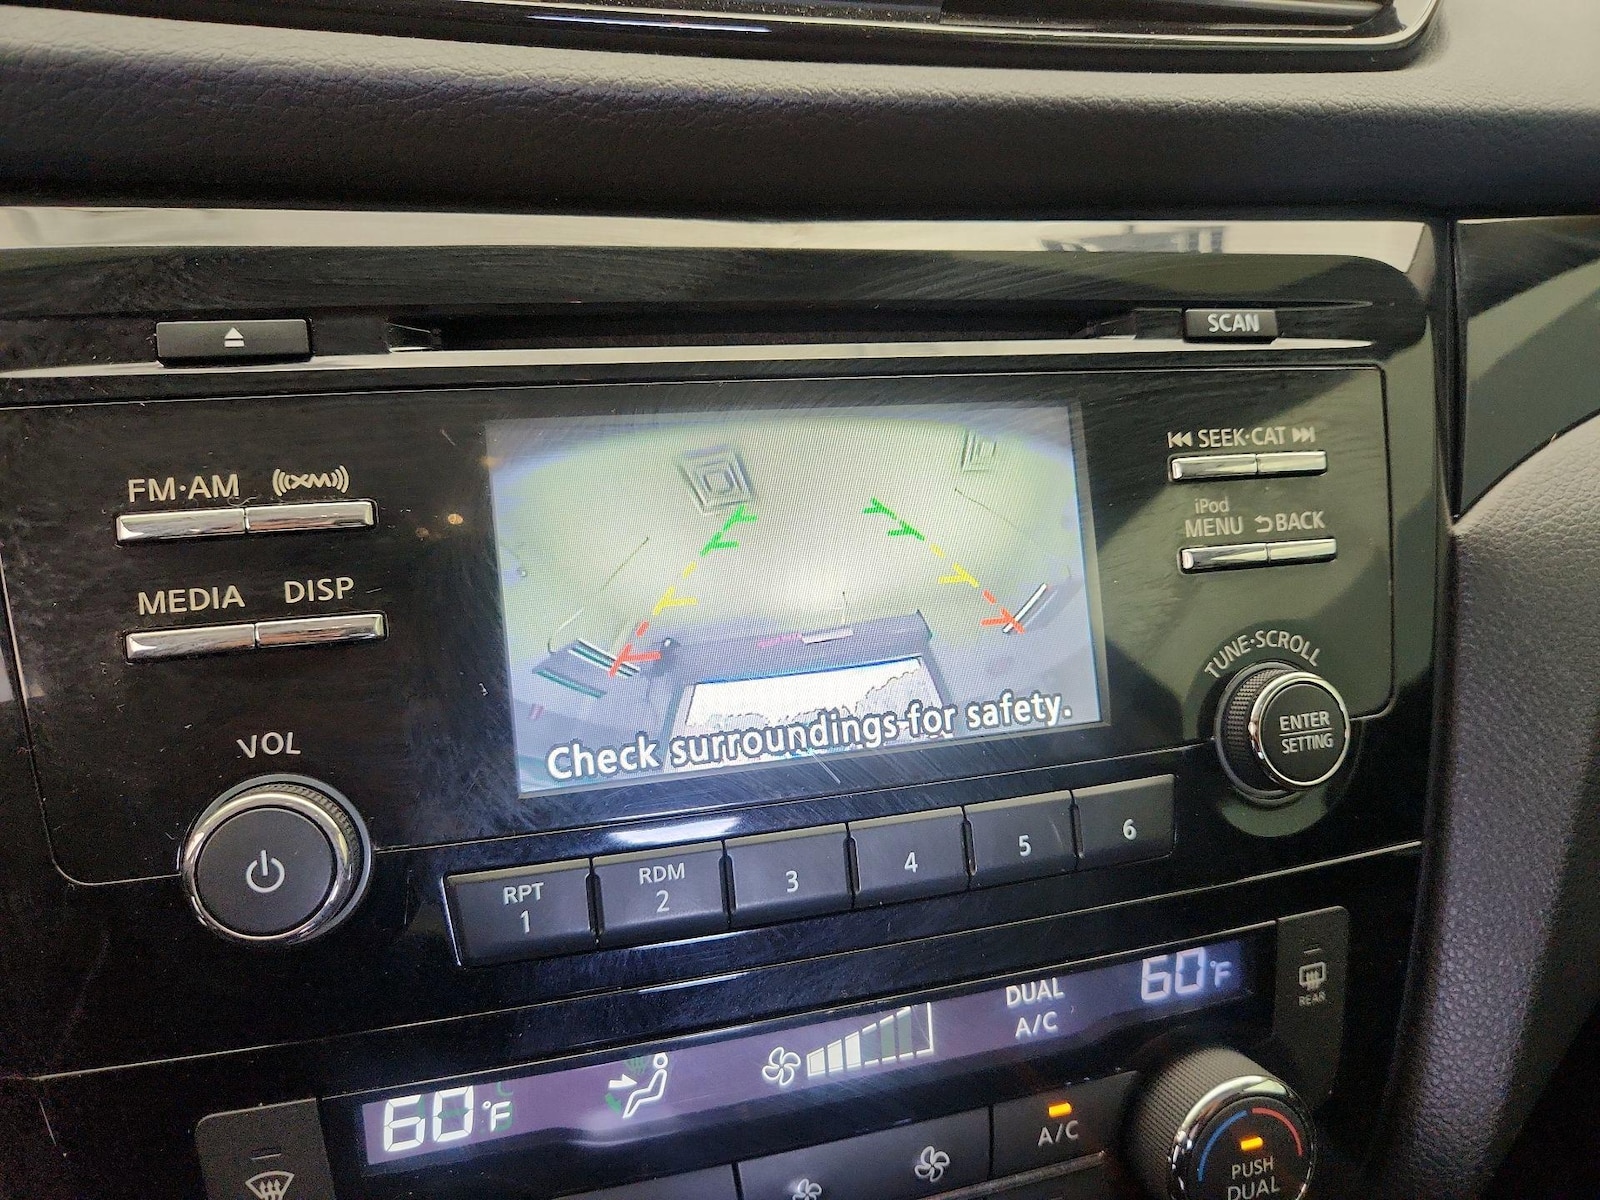 SCAN
FM·AM
((XM))
SEEK·CAT
iPod
MENU BACK
MEDIA
DISP
TUNE·SCROLL
ENTER
SETTING
VOL
Check surroundings for safety.
RPT
1
RDM
2
3
4
5
6
60°F
DUAL
A/C
60°F
REAR
A/C
PUSH
DUAL